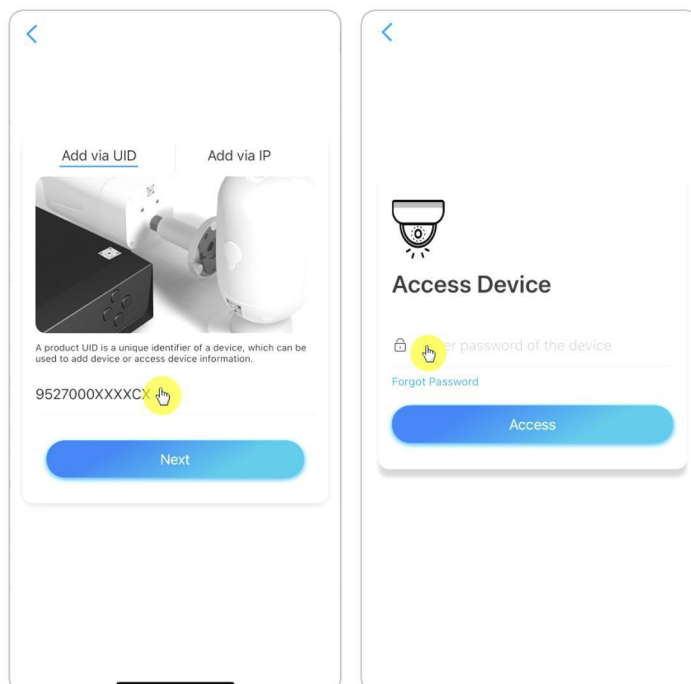 Add via UID
Add via IP
A product UID is a unique identifier of a device, which can be
used to add device or access device information.
9527000XXXXCX
Next
Access Device
password of the device
Forgot Password
Access